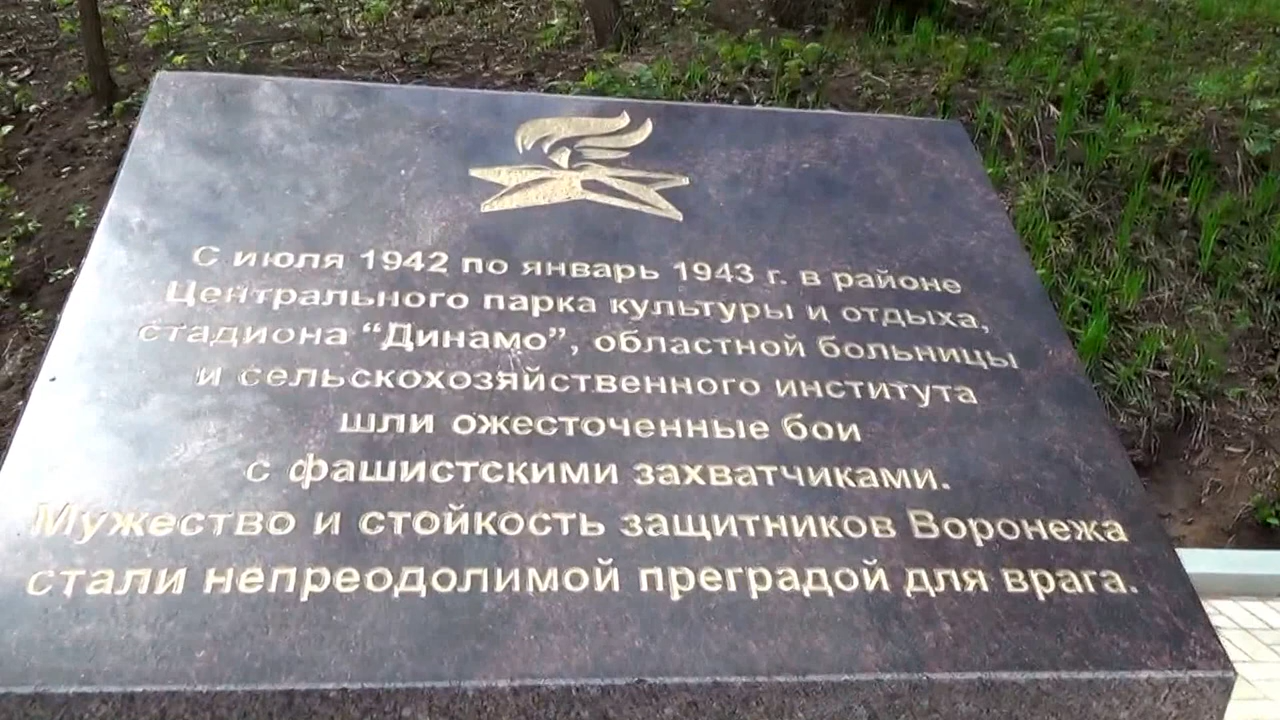 С июля 1942 по январь 1943 г. в районе
Центрального парка культуры и отдыха,
стадиона “Динамо”, областной больницы
и сельскохозяйственного института
шли ожесточенные бои
с фашистскими захватчиками.
Мужество и стойкость защитников Воронежа
стали непреодолимой преградой для врага.